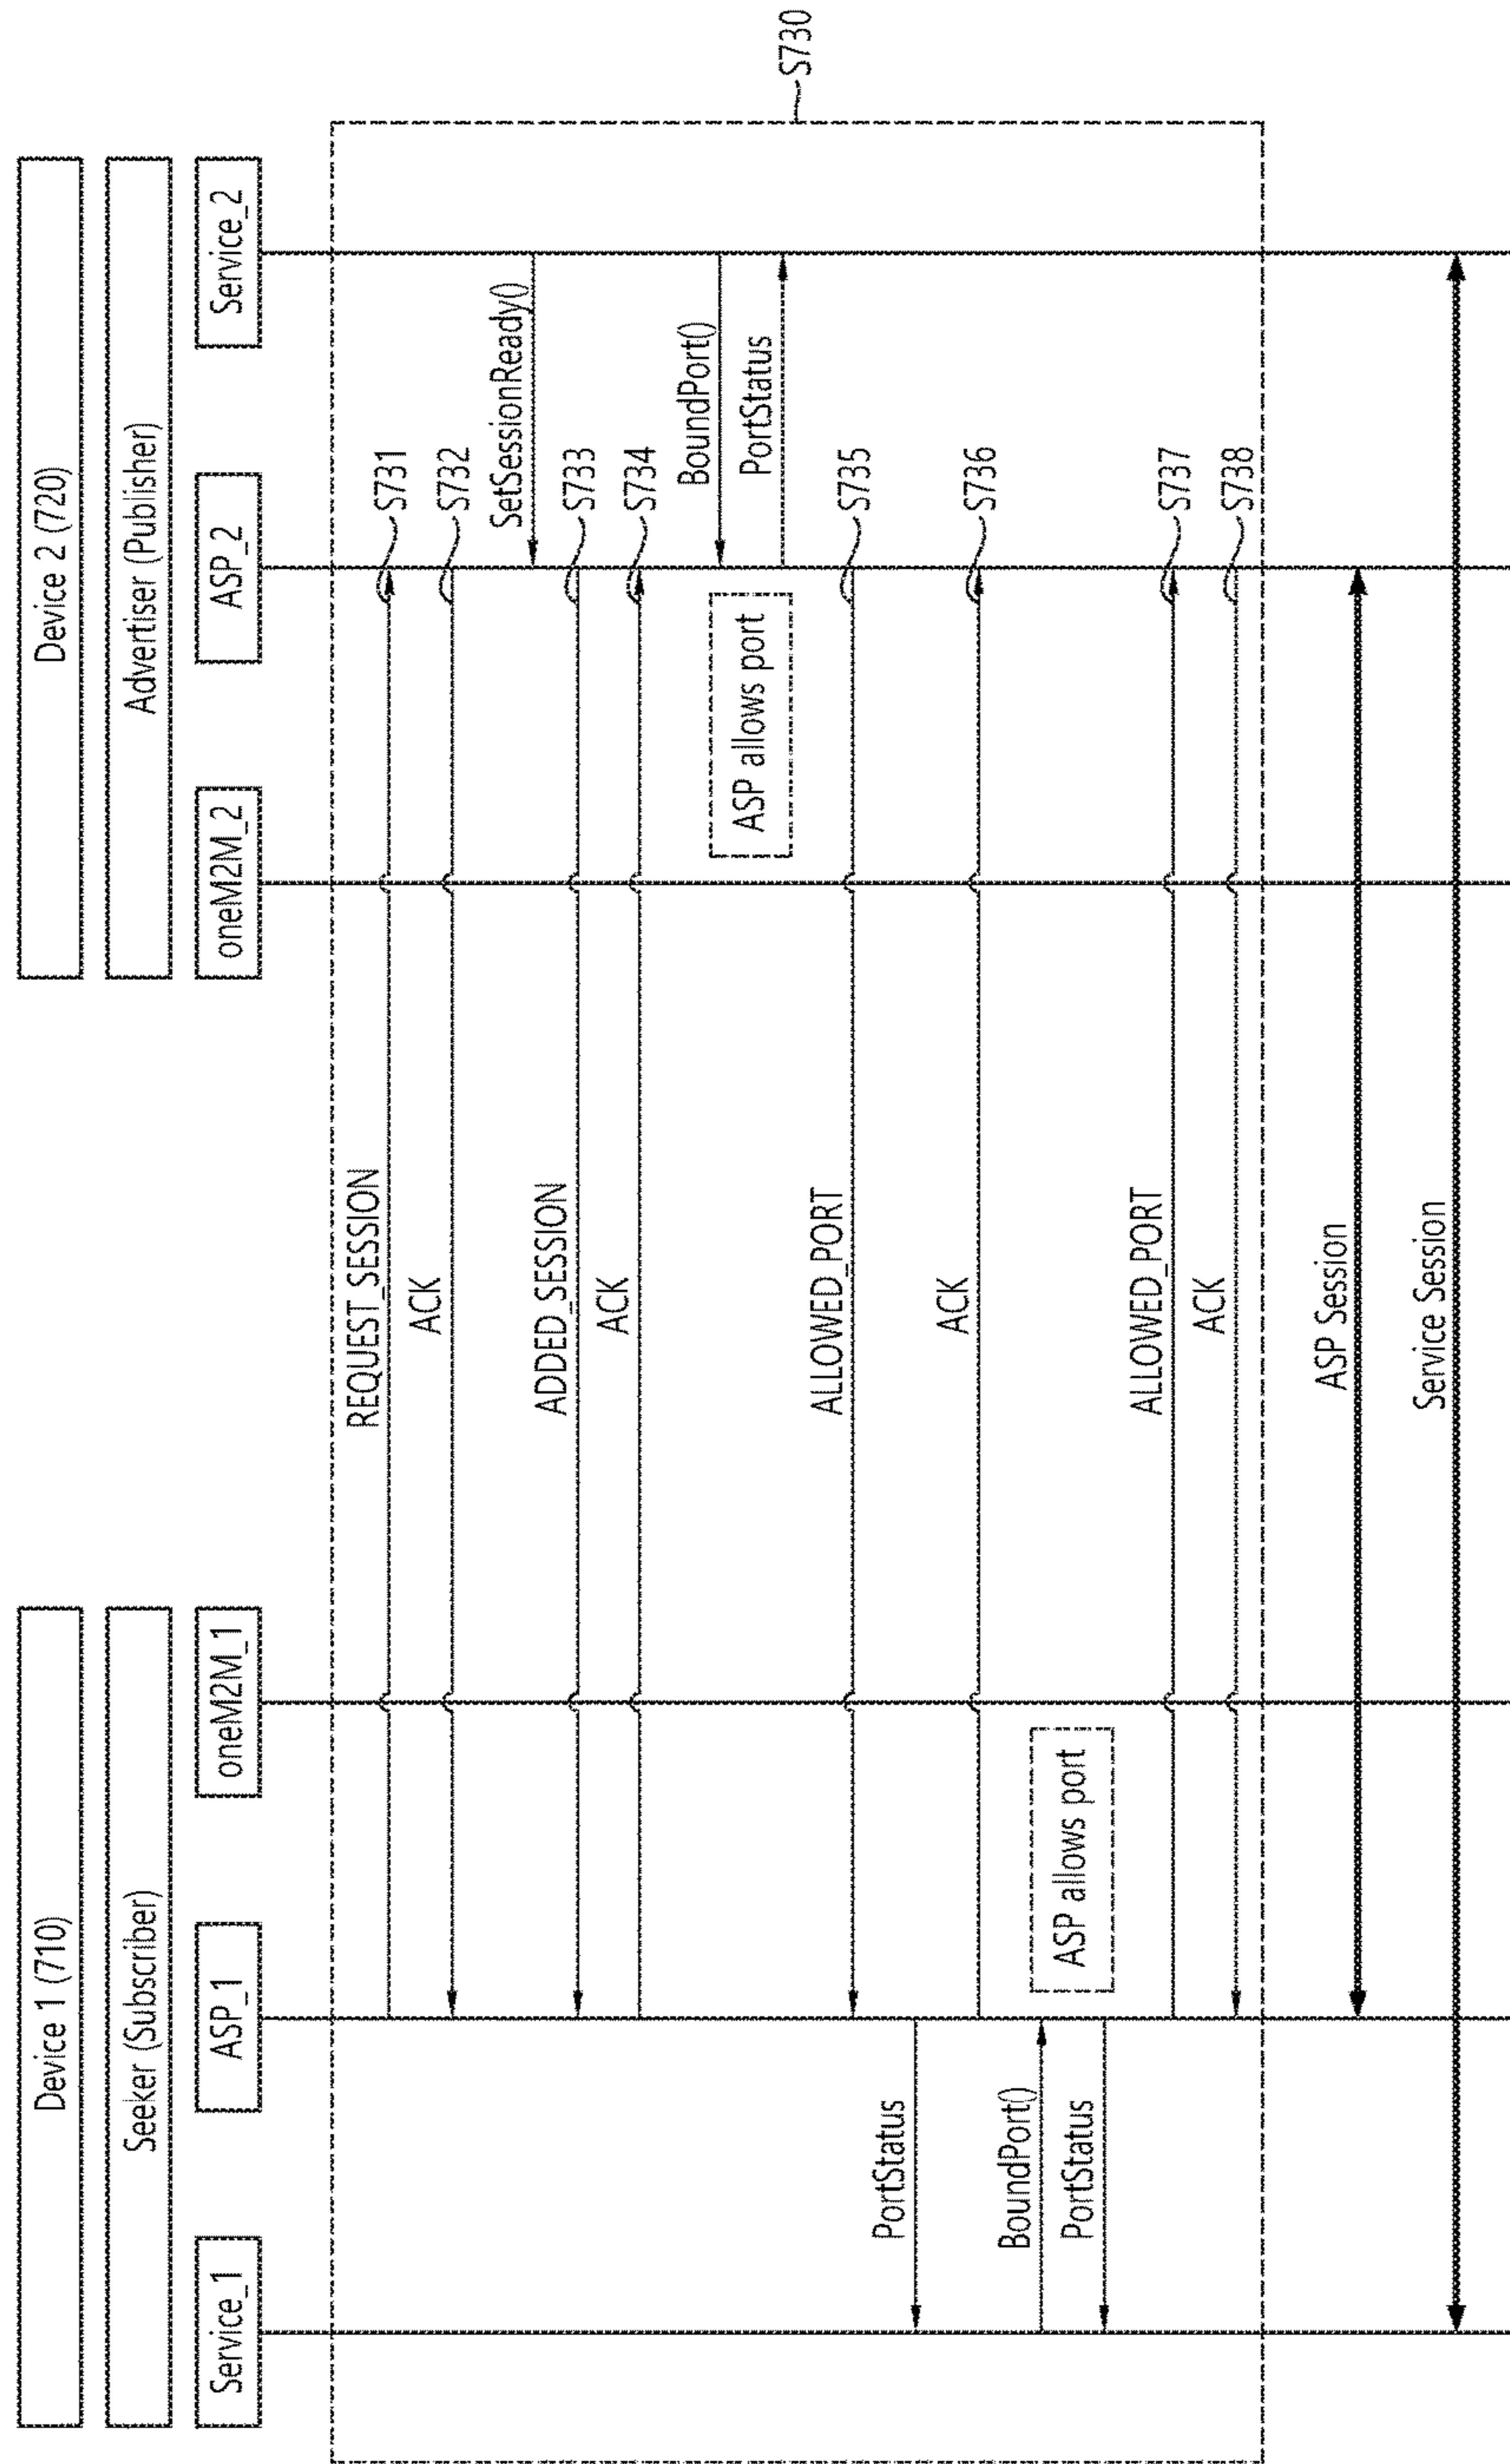 Device 1 (710)
Device 2 (720)
Seeker (Subscriber)
Advertiser (Publisher)
Service_1
ASP_1
oneM2M_1
oneM2M_2
ASP_2
Service_2
REQUEST_SESSION
S731
ACK
S732
SetSessionReady()
ADDED_SESSION
S733
ACK
S734
BoundPort()
ASP allows port
PortStatus
S730
ALLOWED_PORT
S735
PortStatus
ACK
S736
BoundPort()
ASP allows port
PortStatus
ALLOWED_PORT
S737
ACK
S738
ASP Session
Service Session